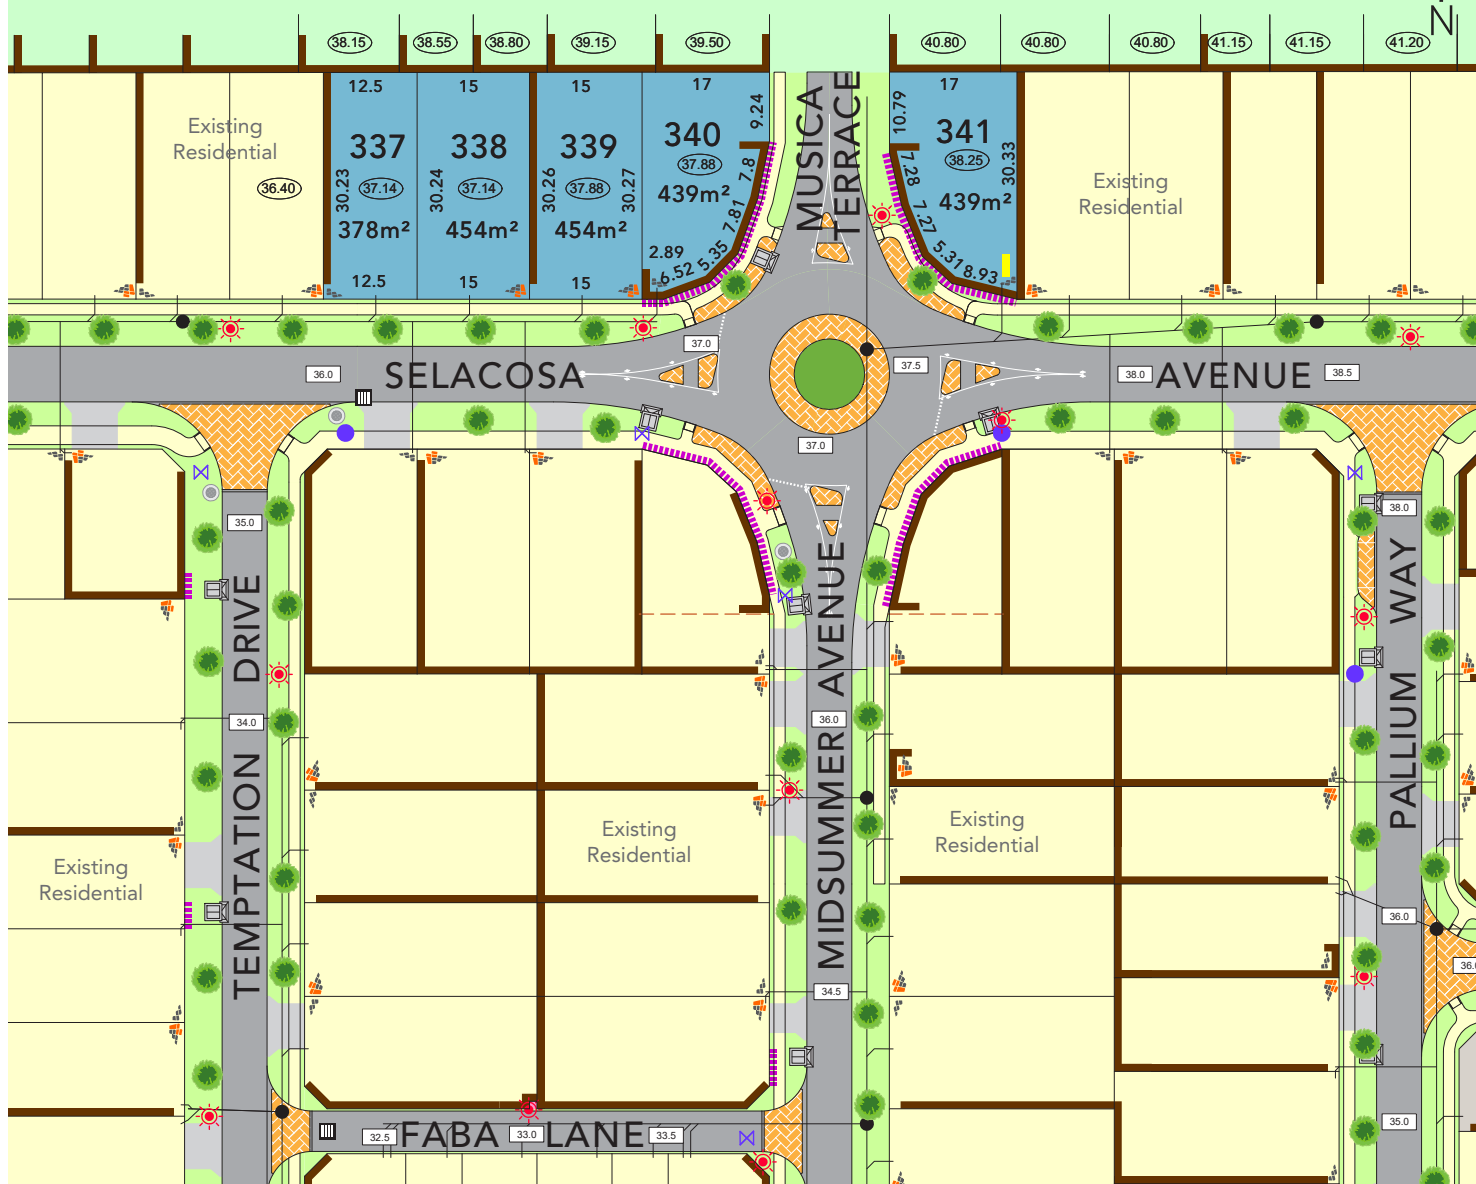 N
38.15 38.55 38.80 39.15 39.50 40.80 40.80 40.80 41.15 41.15 41.20
12.5 15 15 17 17
337
30.23
37.14
378m²
12.5
338
30.24
37.14
454m²
15
339
30.26
37.88
30.27
454m²
15
340
9.24
37.88
7.8
439m²
7.81
2.89
6.52
5.35
MUSICA
TERRACE
10.79
341
38.25
30.33
7.28
439m²
7.27
5.31
8.93
Existing
Residential
36.40
Existing
Residential
37.0
37.5
36.0
SELACOSA
38.0
AVENUE
38.5
37.0
35.0
38.0
TEMPTATION DRIVE
34.0
MIDSUMMER AVENUE
36.0
PALLIUM WAY
Existing
Residential
Existing
Residential
Existing
Residential
36.0
36.0
34.5
32.5
FABA
33.0
LANE
33.5
35.0